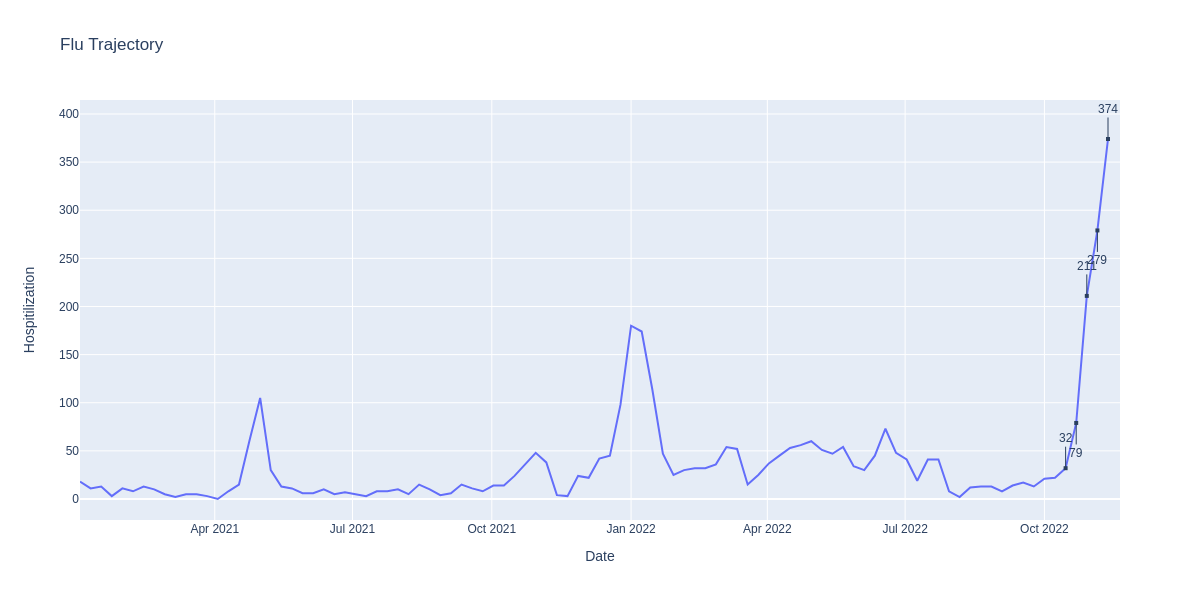 Flu Trajectory
400
350
300
250
200
150
100
50
0
Hospitilization
374
279
211
32
79
Apr 2021
Jul 2021
Oct 2021
Jan 2022
Apr 2022
Jul 2022
Oct 2022
Date